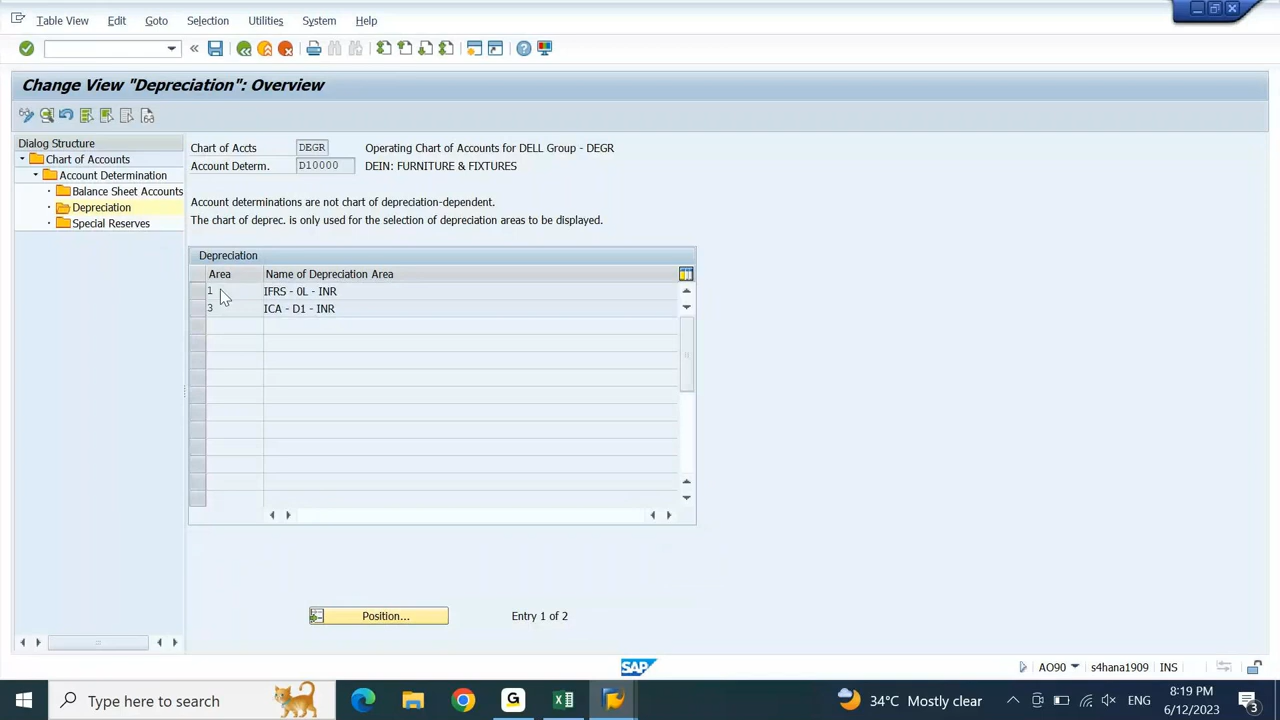 Table View Edit Goto Selection Utilities System Help
Change View "Depreciation": Overview
Dialog Structure
Chart of Accounts
Account Determination
Balance Sheet Accounts
Depreciation
Special Reserves
Chart of Accts DEGR Operating Chart of Accounts for DELL Group - DEGR
Account Determ. D10000 DEIN: FURNITURE & FIXTURES
Account determinations are not chart of depreciation-dependent.
The chart of deprec. is only used for the selection of depreciation areas to be displayed.
Depreciation
Area Name of Depreciation Area
1 IFRS - 0L - INR
3 ICA - D1 - INR
Position... Entry 1 of 2
SAP AO90 s4hana1909 INS
Type here to search 34°C Mostly clear ENG 8:19 PM
6/12/2023 3